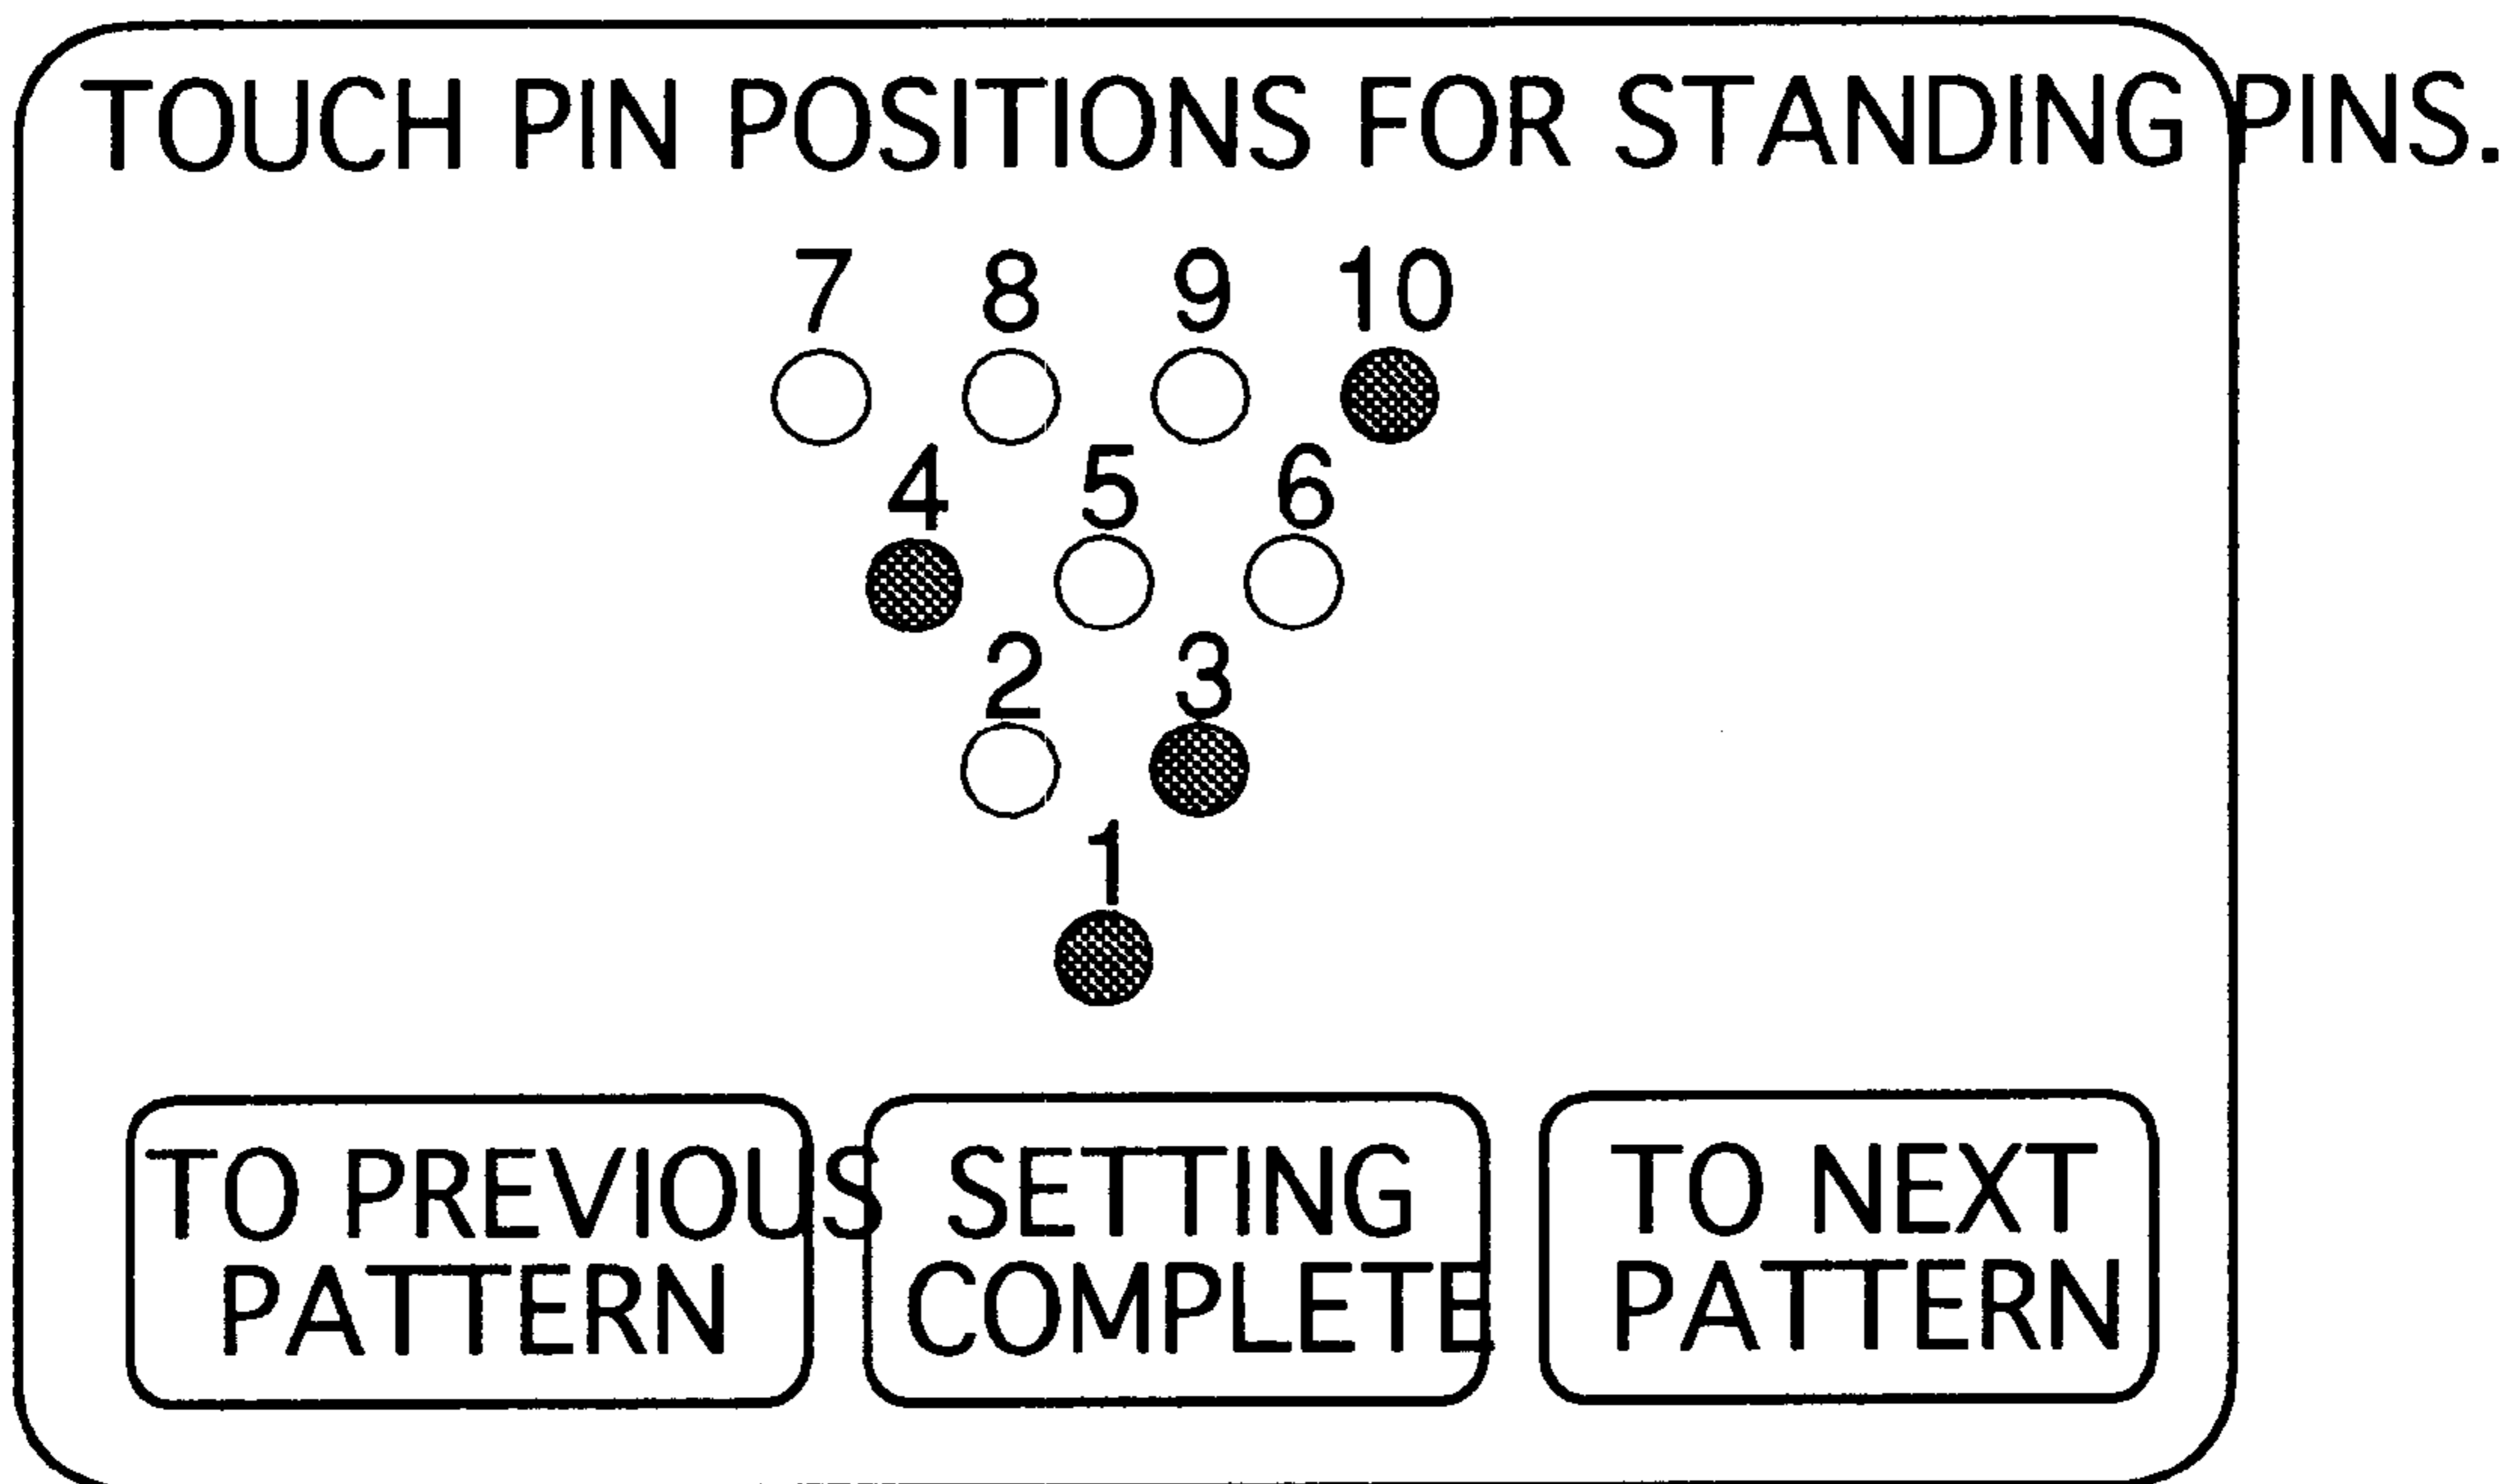 TOUCH PIN POSITIONS FOR STANDING PINS.
7 8 9 10
4 5 6
2 3
1
TO PREVIOUS
PATTERN
SETTING
COMPLETE
TO NEXT
PATTERN